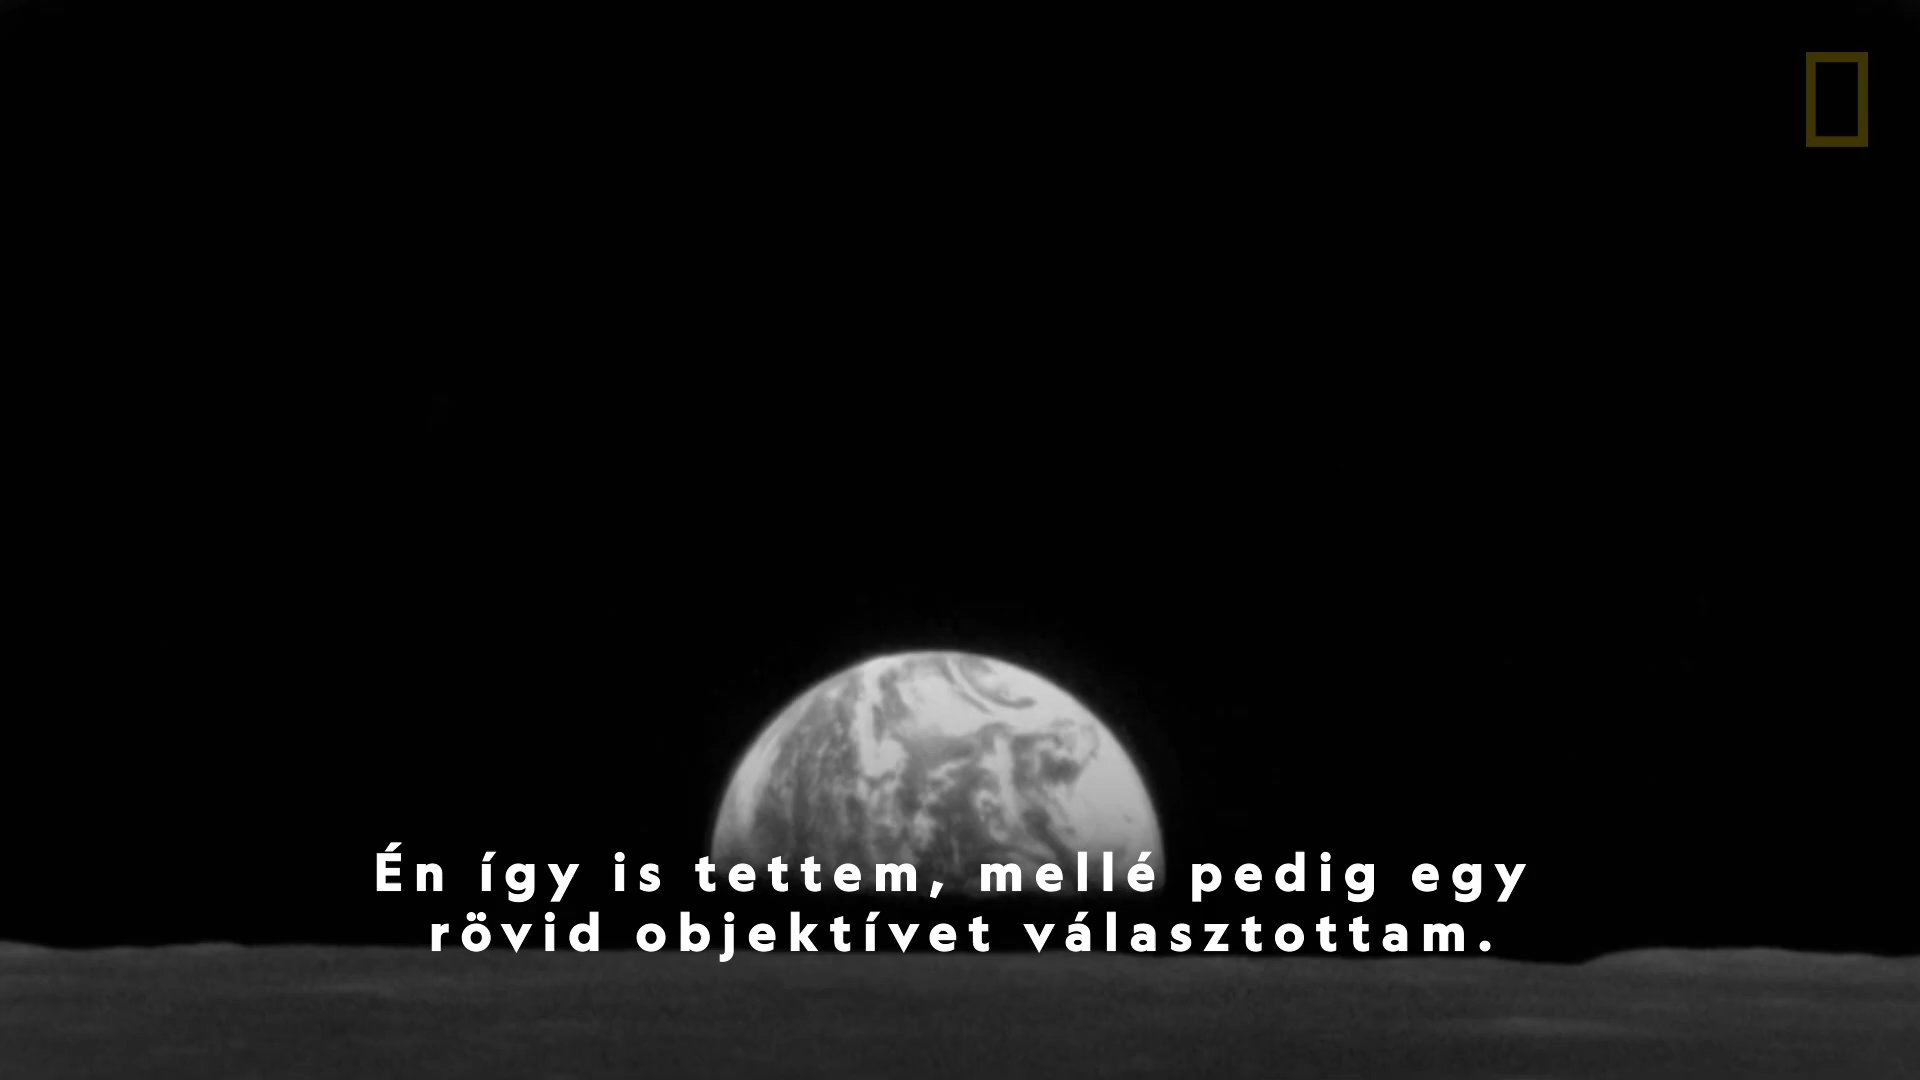 Én így is tettem, mellé pedig egy
rövid objektívet választottam.